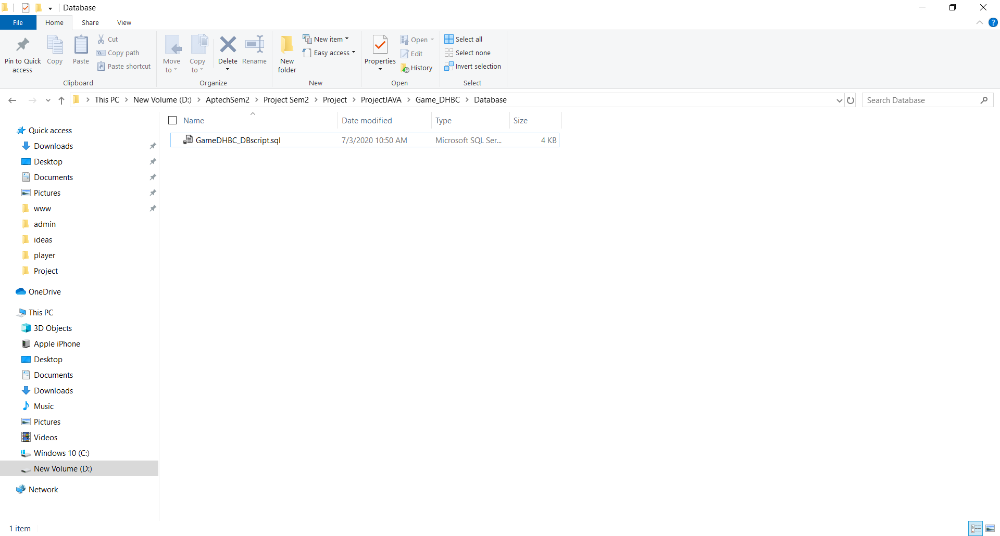 Database
File Home Share View
Pin to Quick access
Copy
Paste
Cut
Copy path
Paste shortcut
Clipboard
Move to
Copy to
Delete
Rename
Organize
New folder
New item
Easy access
New
Properties
Open
Edit
History
Open
Select all
Select none
Invert selection
Select
This PC > New Volume (D:) > AptechSem2 > Project Sem2 > Project > ProjectJAVA > Game_DHBC > Database
Search Database
Name Date modified Type Size
GameDHBC_DBscript.sql 7/3/2020 10:50 AM Microsoft SQL Ser... 4 KB
Quick access
Downloads
Desktop
Documents
Pictures
www
admin
ideas
player
Project
OneDrive
This PC
3D Objects
Apple iPhone
Desktop
Documents
Downloads
Music
Pictures
Videos
Windows 10 (C:)
New Volume (D:)
Network
1 item